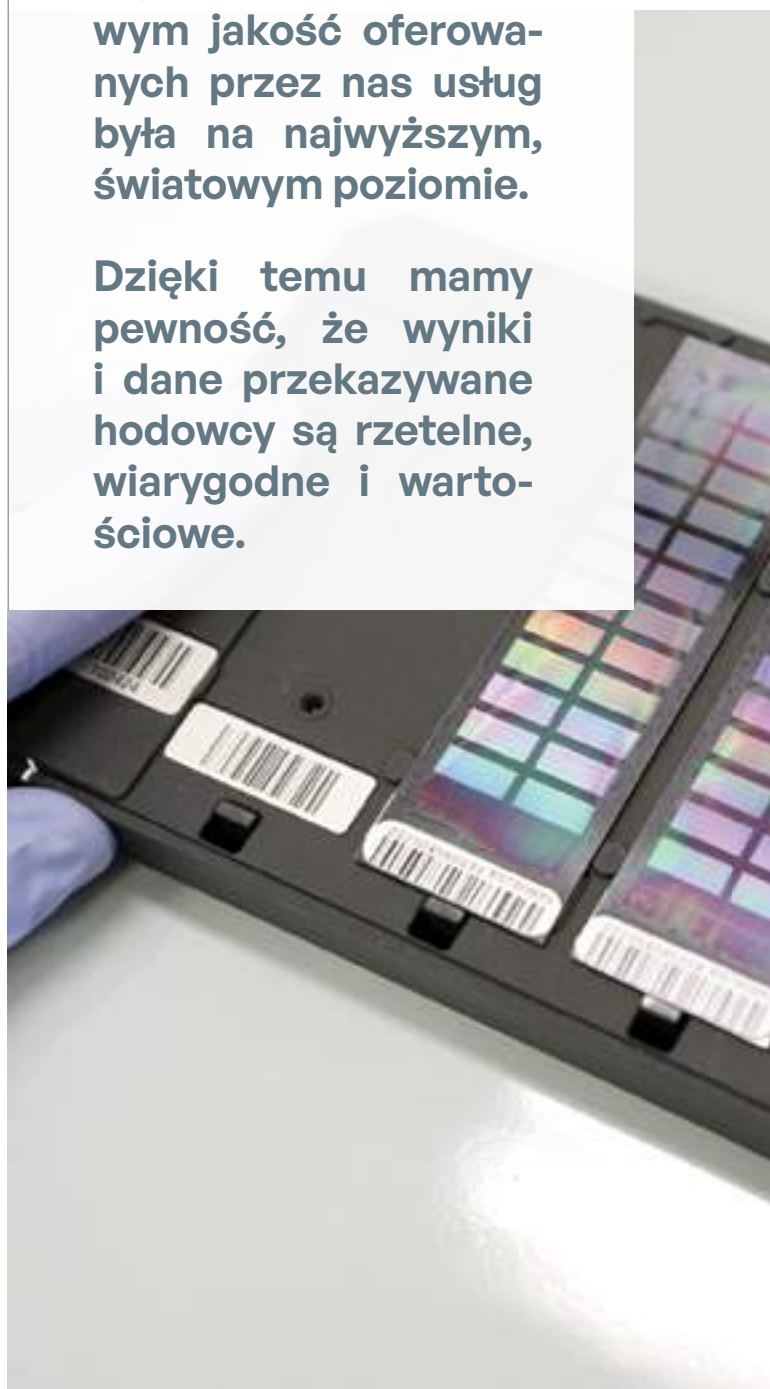 wym jakość oferowa-
nych przez nas usług
była na najwyższym,
światowym poziomie.
Dzięki temu mamy
pewność, że wyniki
i dane przekazywane
hodowcy są rzetelne,
wiarygodne i warto-
ściowe.